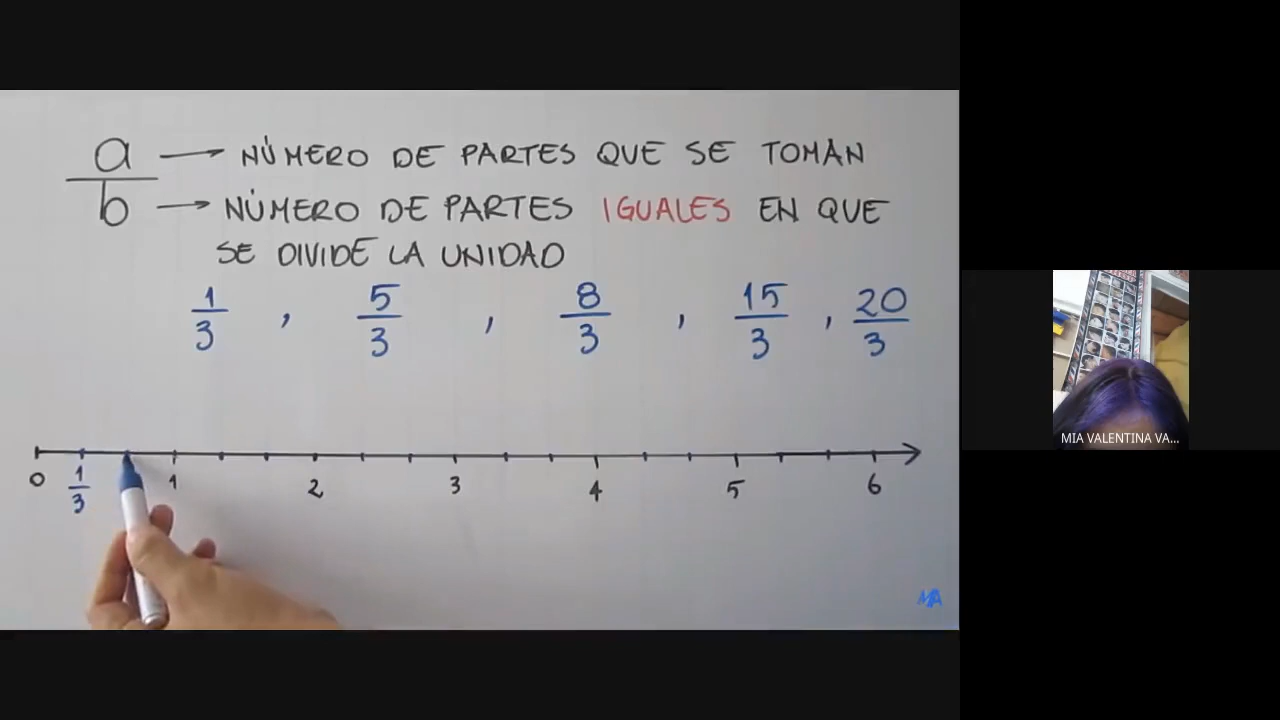 a → NÚMERO DE PARTES QUE SE TOMAN
b → NÚMERO DE PARTES IGUALES EN QUE
SE DIVIDE LA UNIDAD
1/3 , 5/3 , 8/3 , 15/3 , 20/3
0 1/3 1 2 3 4 5 6
MA
MIA VALENTINA VA...